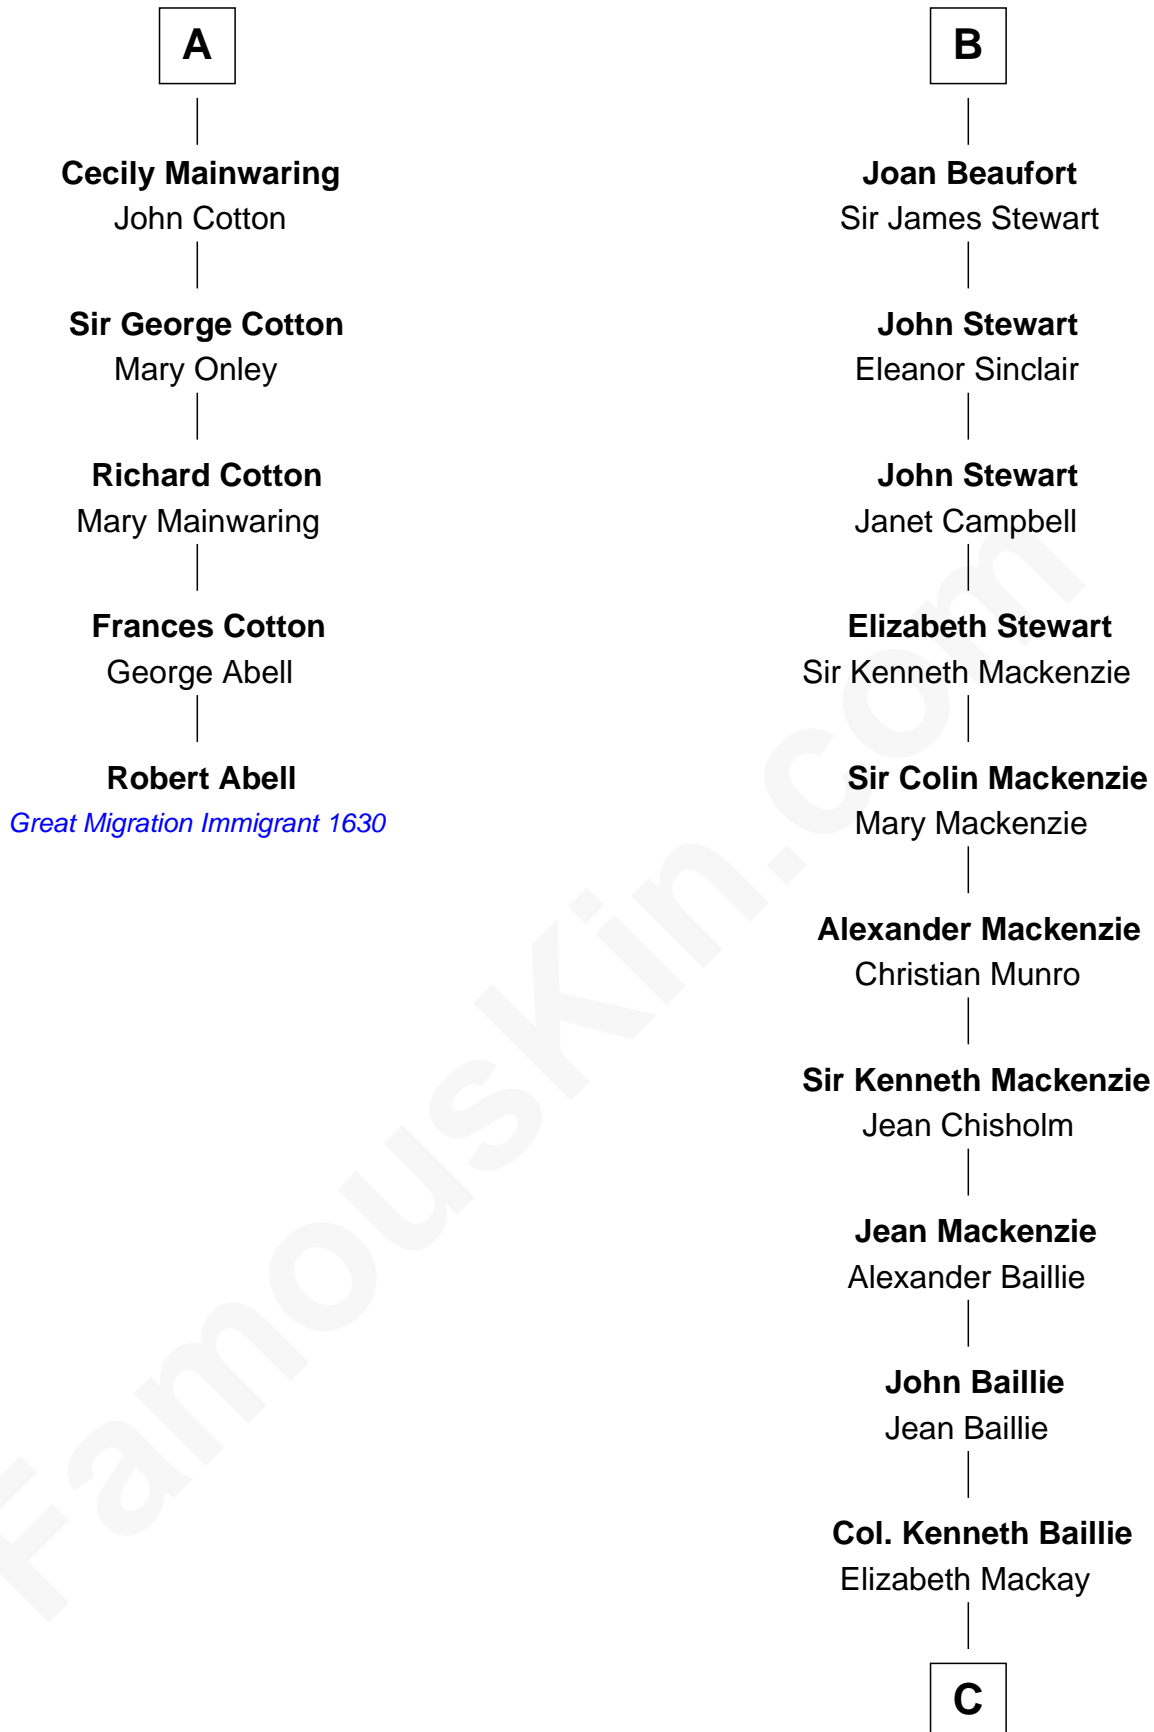 A
Cecily Mainwaring
John Cotton
Sir George Cotton
Mary Onley
Richard Cotton
Mary Mainwaring
Frances Cotton
George Abell
Robert Abell
Great Migration Immigrant 1630
B
Joan Beaufort
Sir James Stewart
John Stewart
Eleanor Sinclair
John Stewart
Janet Campbell
Elizabeth Stewart
Sir Kenneth Mackenzie
Sir Colin Mackenzie
Mary Mackenzie
Alexander Mackenzie
Christian Munro
Sir Kenneth Mackenzie
Jean Chisholm
Jean Mackenzie
Alexander Baillie
John Baillie
Jean Baillie
Col. Kenneth Baillie
Elizabeth Mackay
C
FamousKin.com